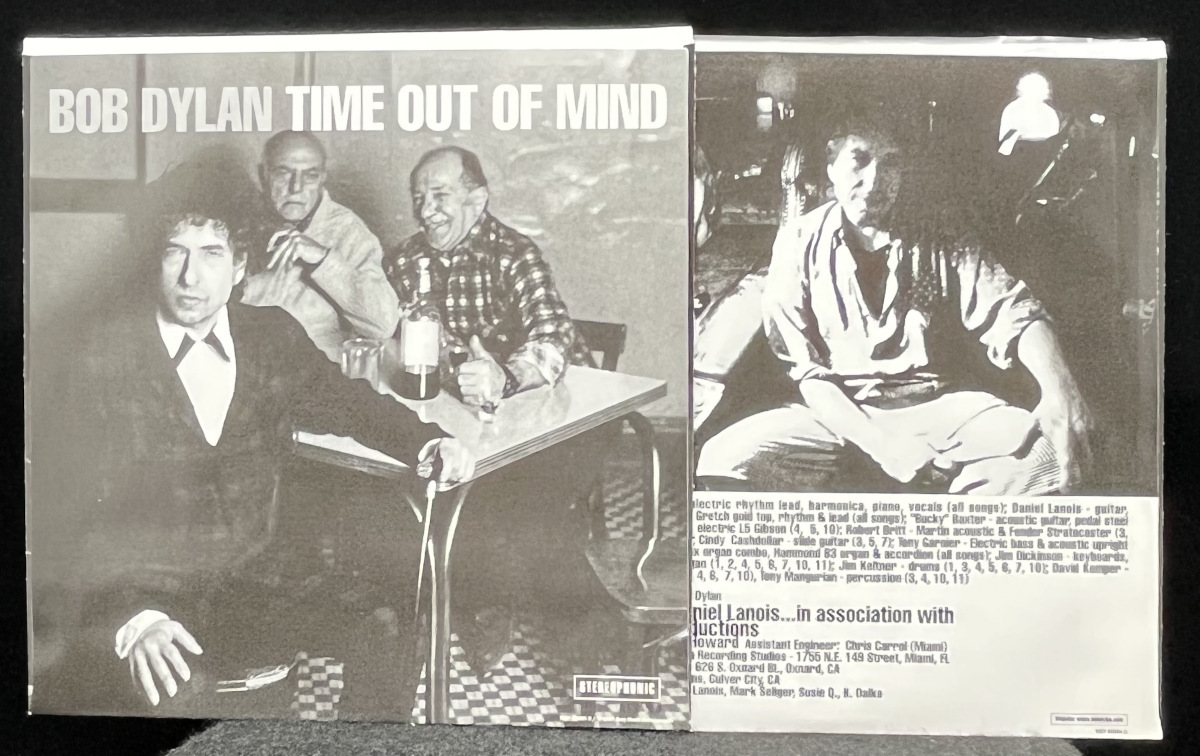 BOB DYLAN TIME OUT OF MIND
STEREOPHONIC
electric rhythm lead, harmonica, piano, vocals (all songs); Daniel Lanois - guitar,
Gretch gold top, rhythm & lead (all songs); "Bucky" Baxter - acoustic guitar, pedal steel
electric L5 Gibson (4, 5, 10); Robert Britt - Martin acoustic & Fender Stratocaster (3,
; Cindy Cashdollar - slide guitar (3, 5, 7); Tony Garnier - Electric bass & acoustic upright
x organ combo, Hammond B3 organ & accordion (all songs); Jim Dickinson - keyboards,
an (1, 2, 4, 5, 6, 7, 10, 11); Jim Keltner - drums (1, 3, 4, 5, 6, 7, 10); David Kemper -
4, 6, 7, 10), Tony Mangurian - percussion (3, 4, 10, 11)
Dylan
niel Lanois...in association with
ductions
Howard Assistant Engineer: Chris Carrol (Miami)
Recording Studios - 1755 N.E. 149 Street, Miami, FL
626 S. Oxnard Bl., Oxnard, CA
ns, Culver City, CA
Lanois, Mark Seliger, Susie Q., H. Dalke